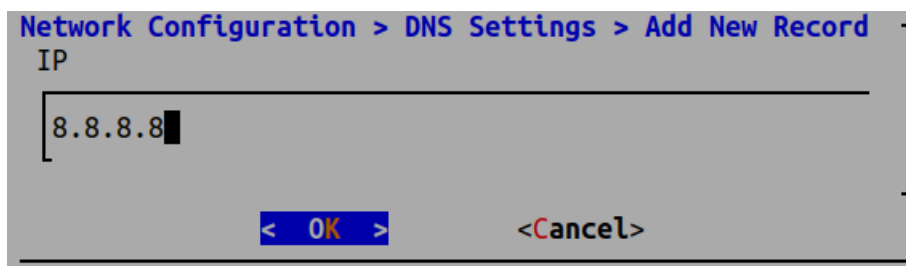 Network Configuration > DNS Settings > Add New Record
IP
8.8.8.8
< OK > <Cancel>